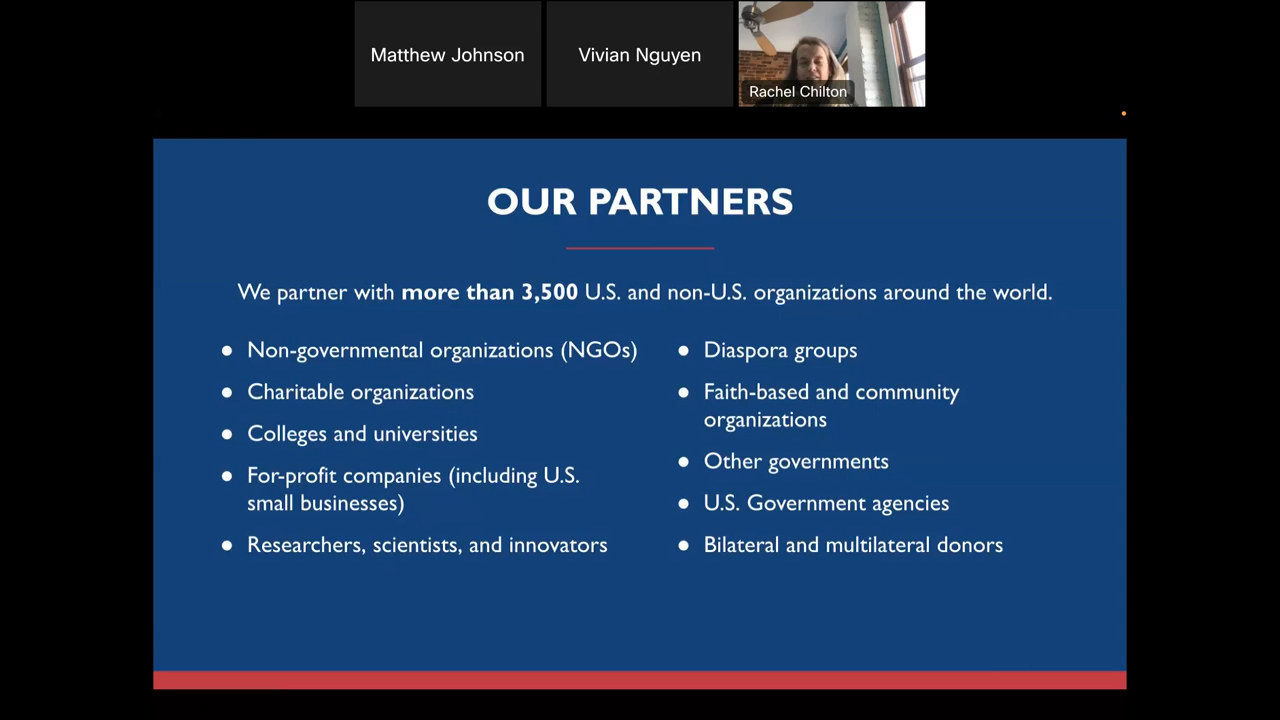 Matthew Johnson
Vivian Nguyen
Rachel Chilton
OUR PARTNERS
We partner with more than 3,500 U.S. and non-U.S. organizations around the world.
● Non-governmental organizations (NGOs)
● Charitable organizations
● Colleges and universities
● For-profit companies (including U.S.
small businesses)
● Researchers, scientists, and innovators
● Diaspora groups
● Faith-based and community
organizations
● Other governments
● U.S. Government agencies
● Bilateral and multilateral donors